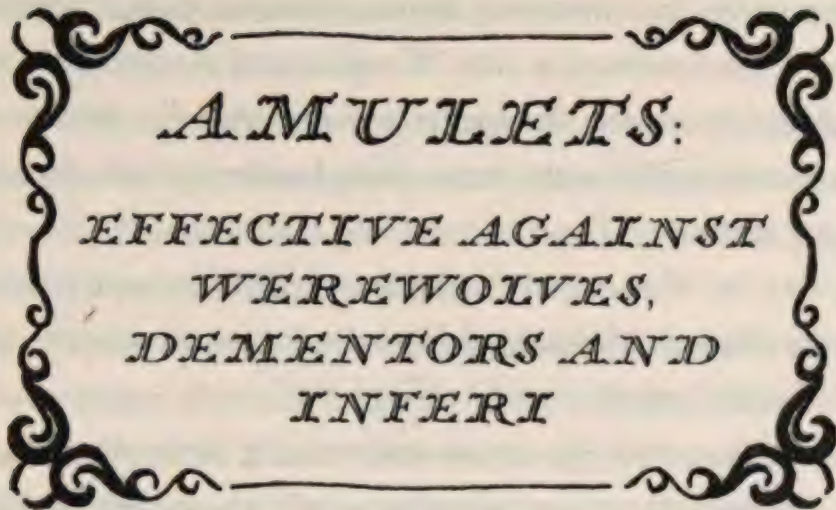 AMULETS:
EFFECTIVE AGAINST
WEREWOLVES,
DEMENTORS AND
INFERI